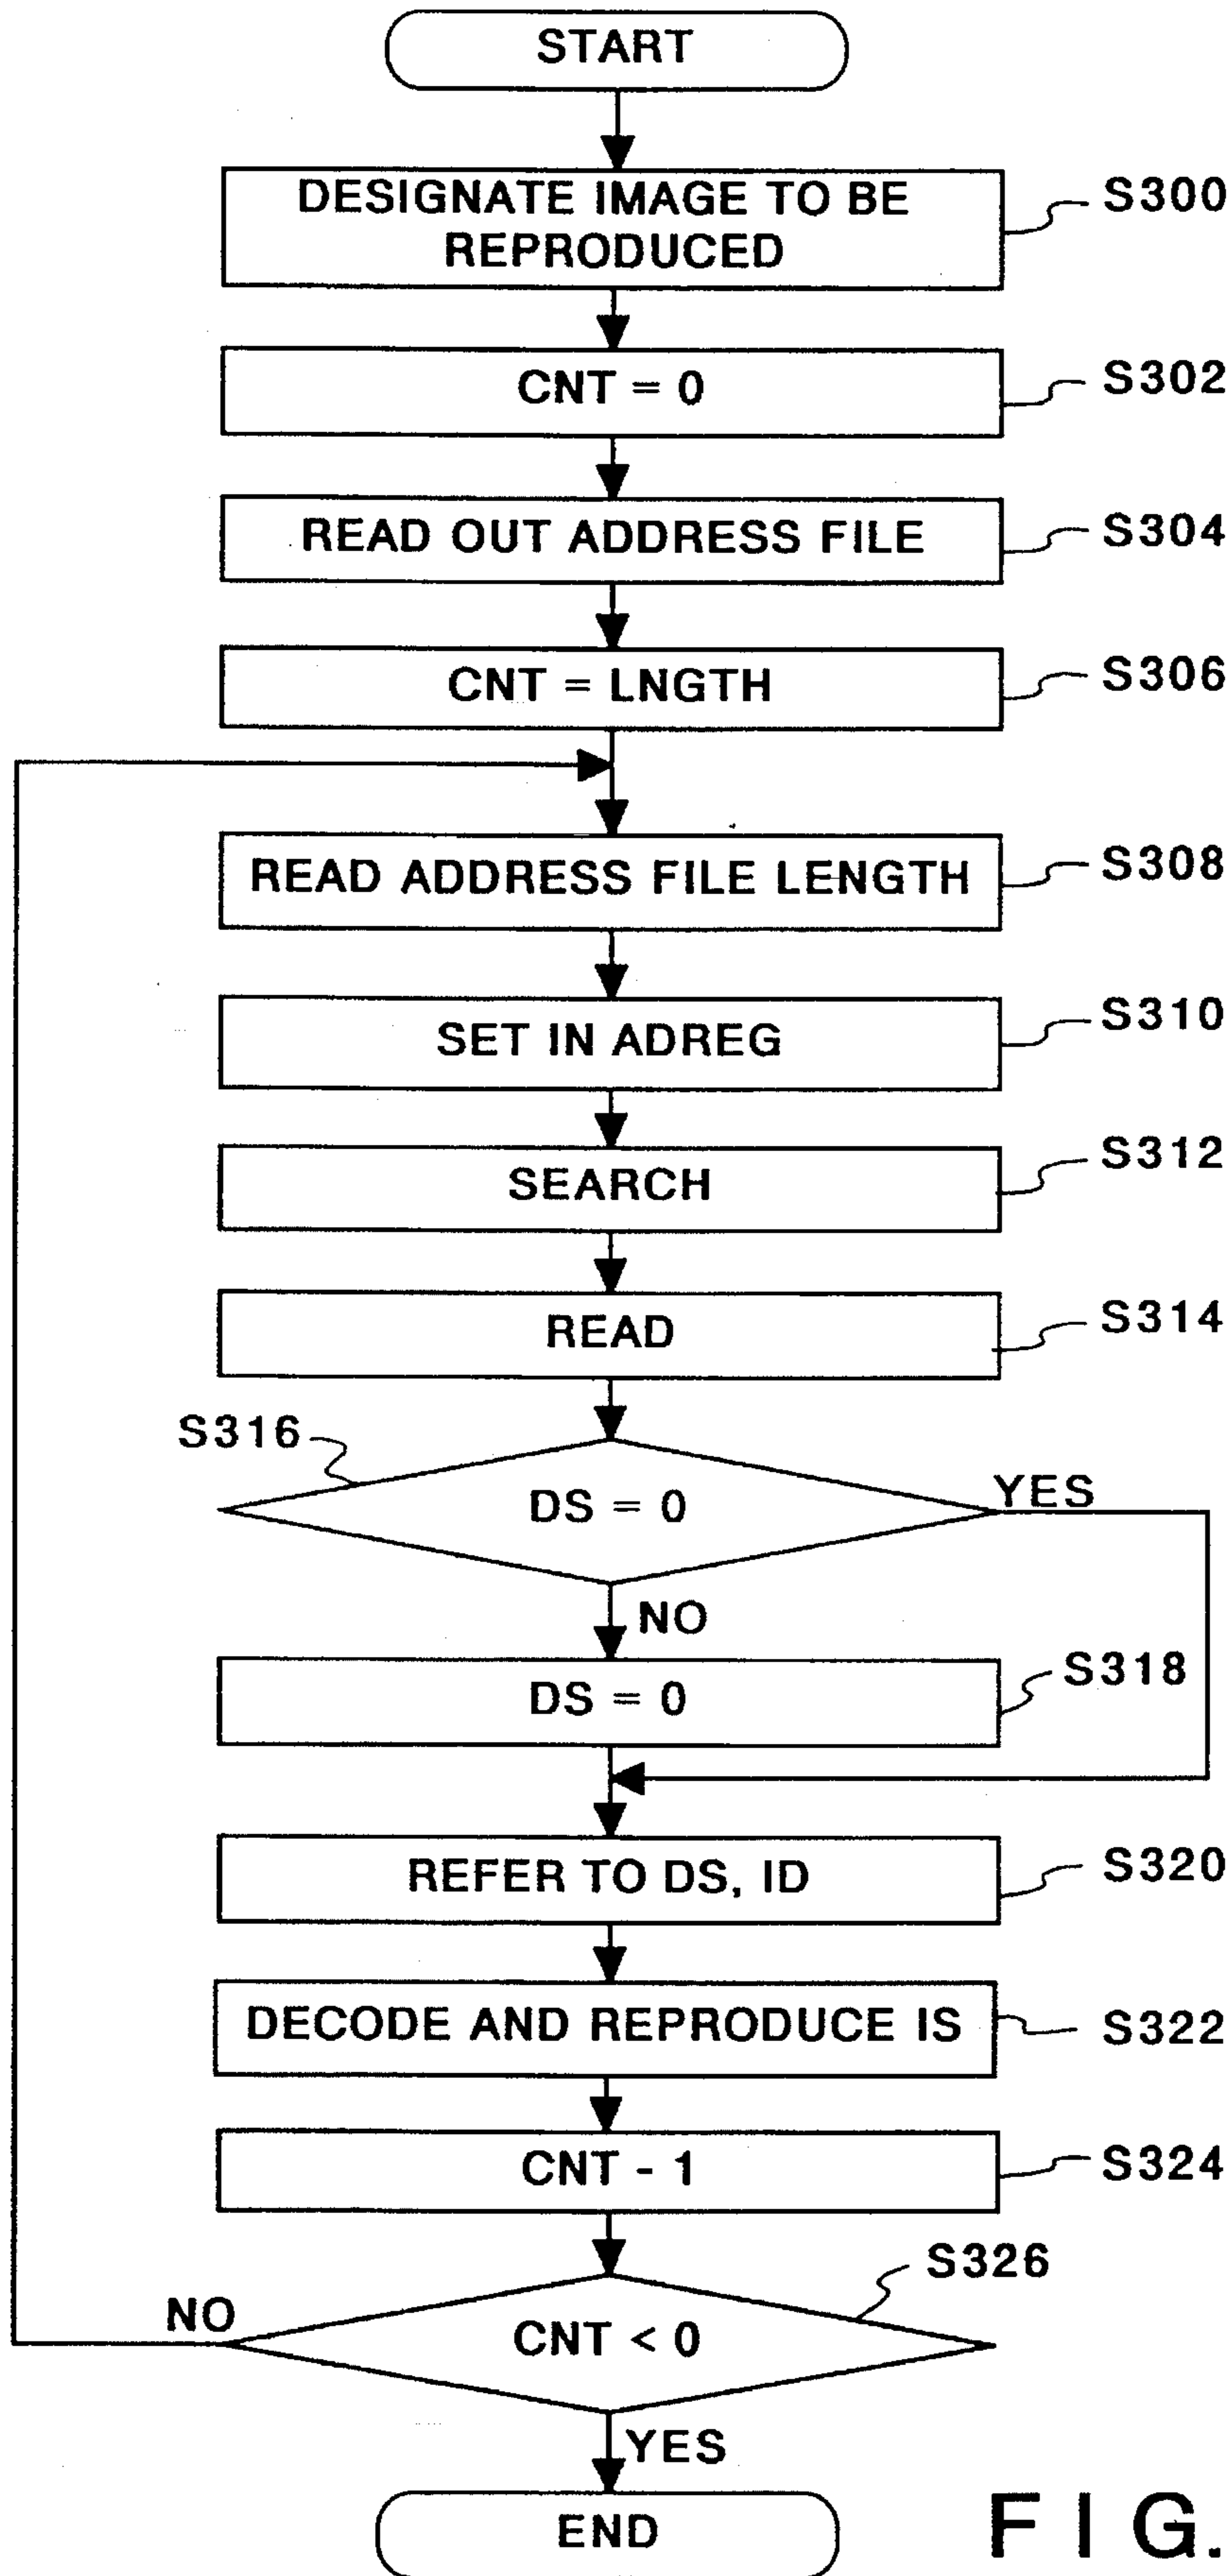 START
DESIGNATE IMAGE TO BE
REPRODUCED
S300
CNT = 0
S302
READ OUT ADDRESS FILE
S304
CNT = LNGTH
S306
READ ADDRESS FILE LENGTH
S308
SET IN ADREG
S310
SEARCH
S312
READ
S314
S316
DS = 0
YES
NO
DS = 0
S318
REFER TO DS, ID
S320
DECODE AND REPRODUCE IS
S322
CNT - 1
S324
S326
NO
CNT < 0
YES
END
FIG.